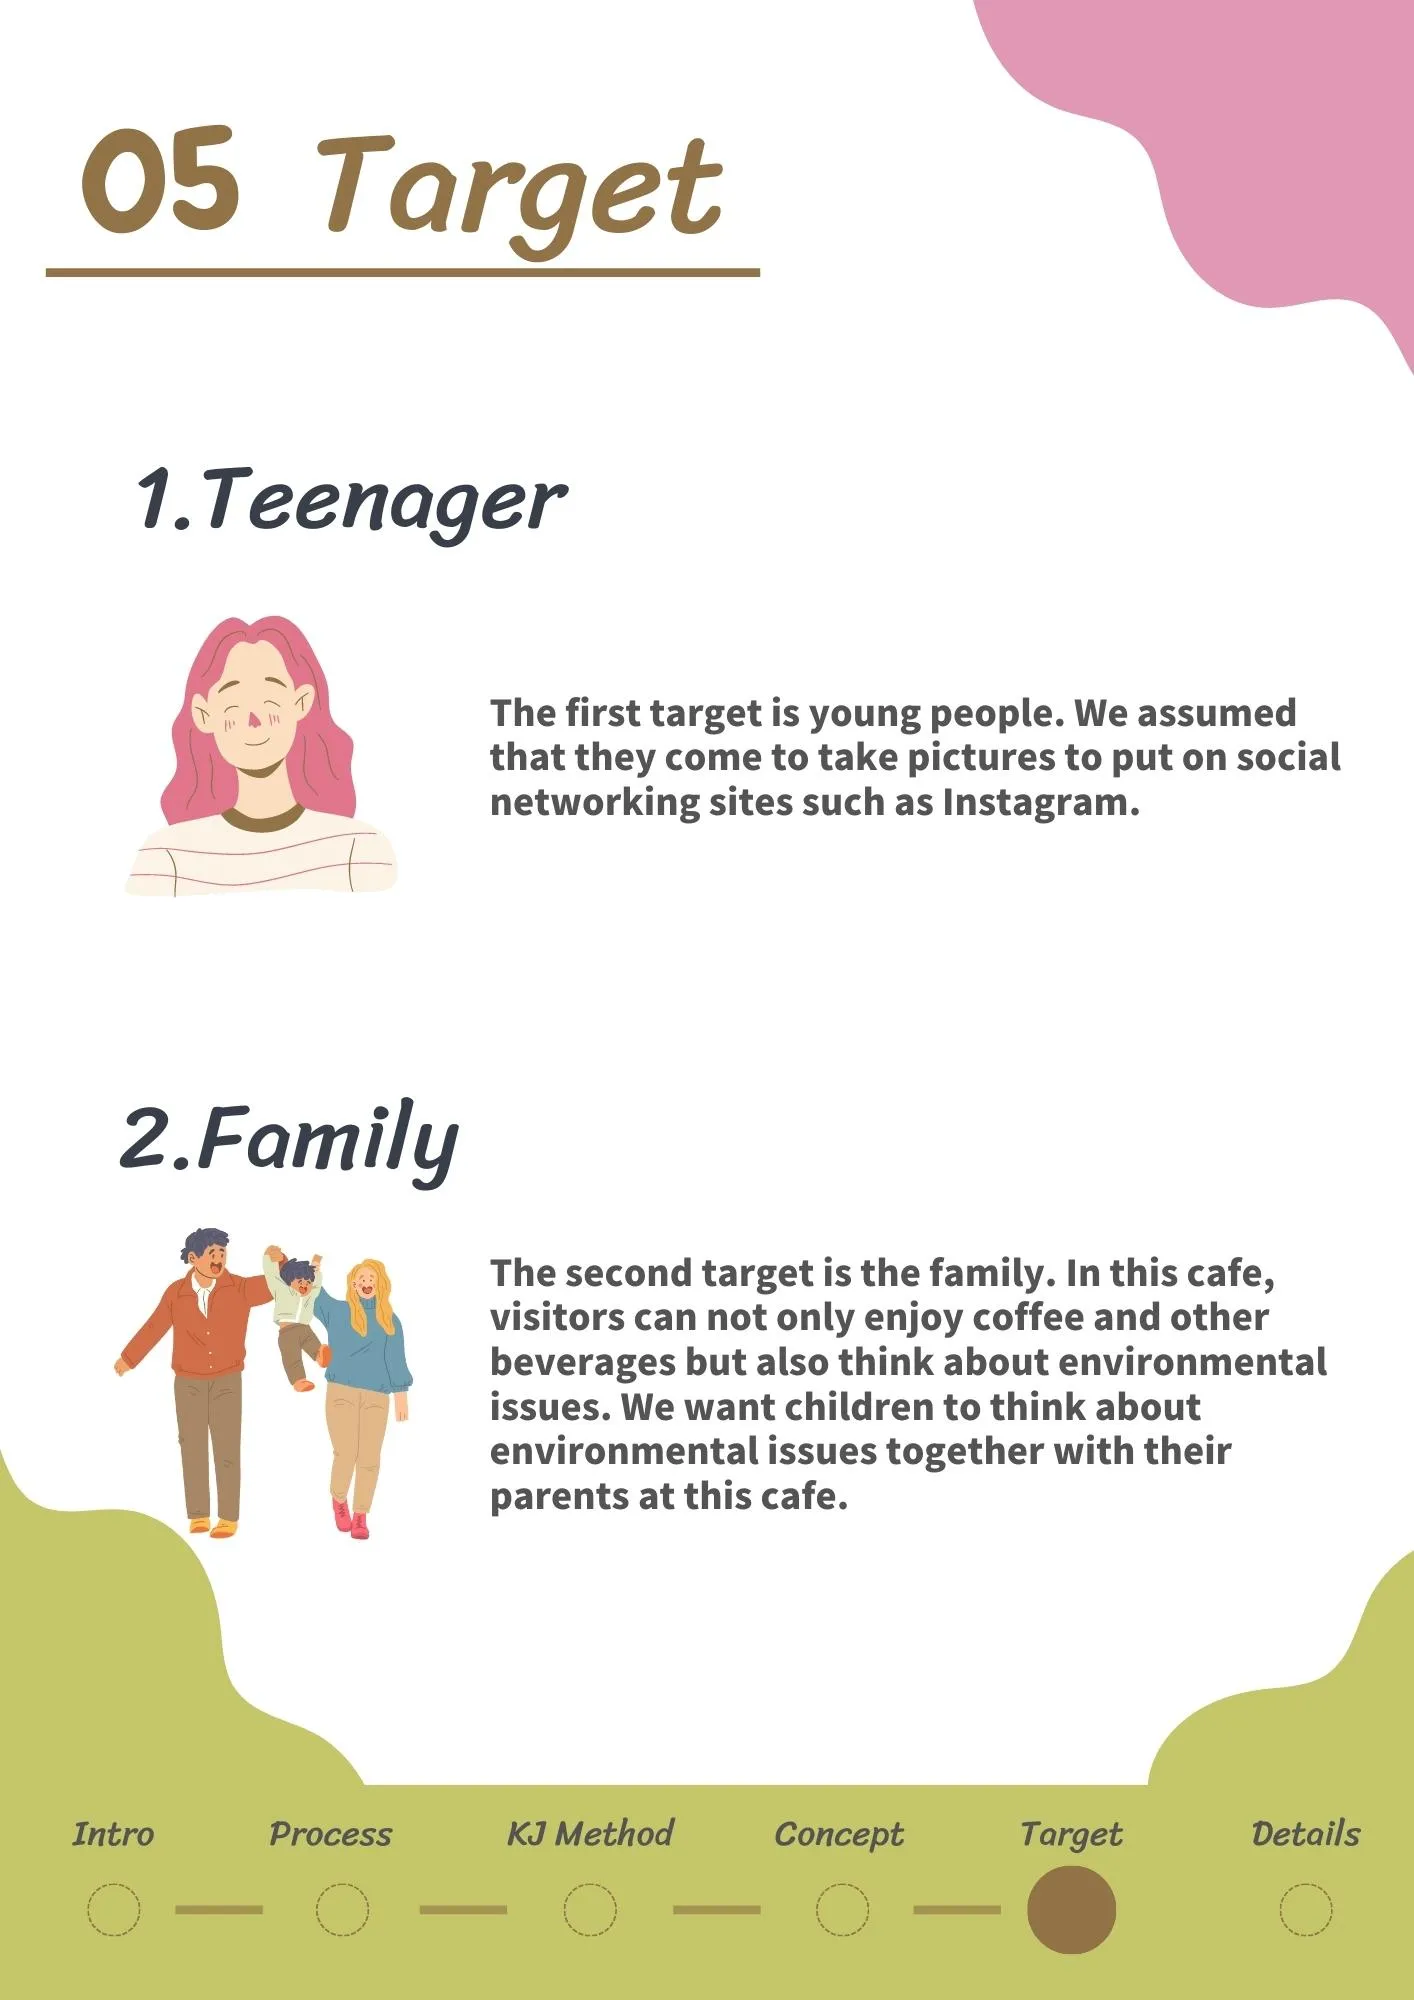 05 Target
1.Teenager
The first target is young people. We assumed
that they come to take pictures to put on social
networking sites such as Instagram.
2.Family
The second target is the family. In this cafe,
visitors can not only enjoy coffee and other
beverages but also think about environmental
issues. We want children to think about
environmental issues together with their
parents at this cafe.
Intro Process KJ Method Concept Target Details